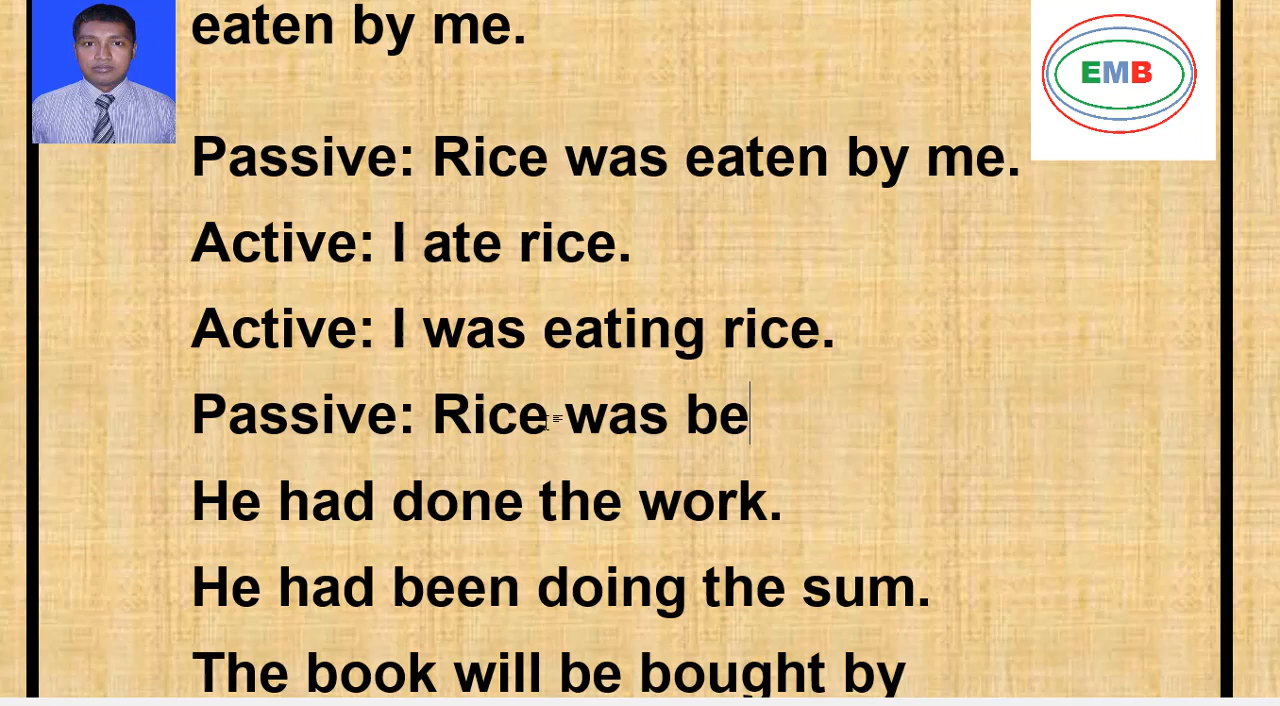 eaten by me.
EMB
Passive: Rice was eaten by me.
Active: I ate rice.
Active: I was eating rice.
Passive: Rice was be
He had done the work.
He had been doing the sum.
The book will be bought by